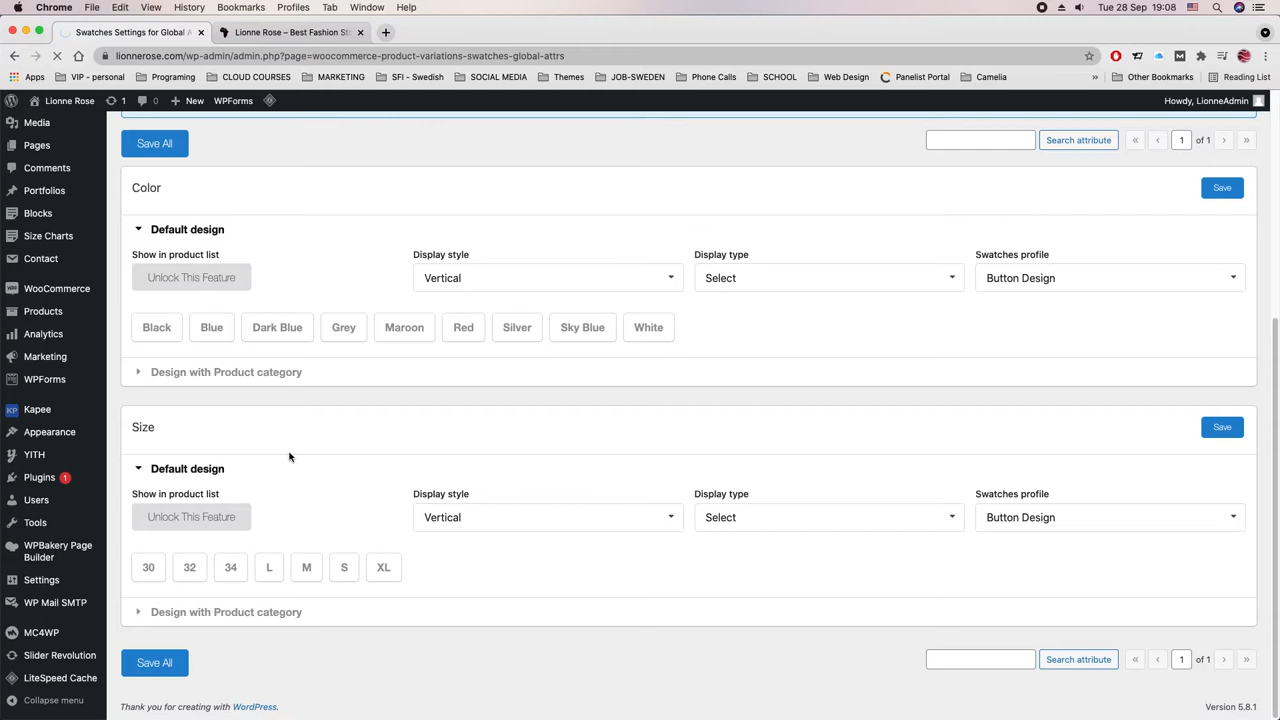 Chrome File Edit View History Bookmarks Profiles Tab Window Help Tue 28 Sep 19:08
Swatches Settings for Global A Lionne Rose – Best Fashion St
lionnerose.com/wp-admin/admin.php?page=woocommerce-product-variations-swatches-global-attrs
Apps VIP - personal Programing CLOUD COURSES MARKETING SFI - Swedish SOCIAL MEDIA Themes JOB-SWEDEN Phone Calls SCHOOL Web Design Panelist Portal Camelia » Other Bookmarks Reading List
Lionne Rose 1 0 New WPForms Howdy, LionneAdmin
Media
Pages
Comments
Portfolios
Blocks
Size Charts
Contact
WooCommerce
Products
Analytics
Marketing
WPForms
KP Kapee
Appearance
YITH
Plugins 1
Users
Tools
WPBakery Page
Builder
Settings
WP Mail SMTP
MC4WP
Slider Revolution
LiteSpeed Cache
Collapse menu
Save All Search attribute « ‹ 1 of 1 › »
Color Save
Default design
Show in product list Display style Display type Swatches profile
Unlock This Feature Vertical Select Button Design
Black Blue Dark Blue Grey Maroon Red Silver Sky Blue White
Design with Product category
Size Save
Default design
Show in product list Display style Display type Swatches profile
Unlock This Feature Vertical Select Button Design
30 32 34 L M S XL
Design with Product category
Save All Search attribute « ‹ 1 of 1 › »
Thank you for creating with WordPress. Version 5.8.1